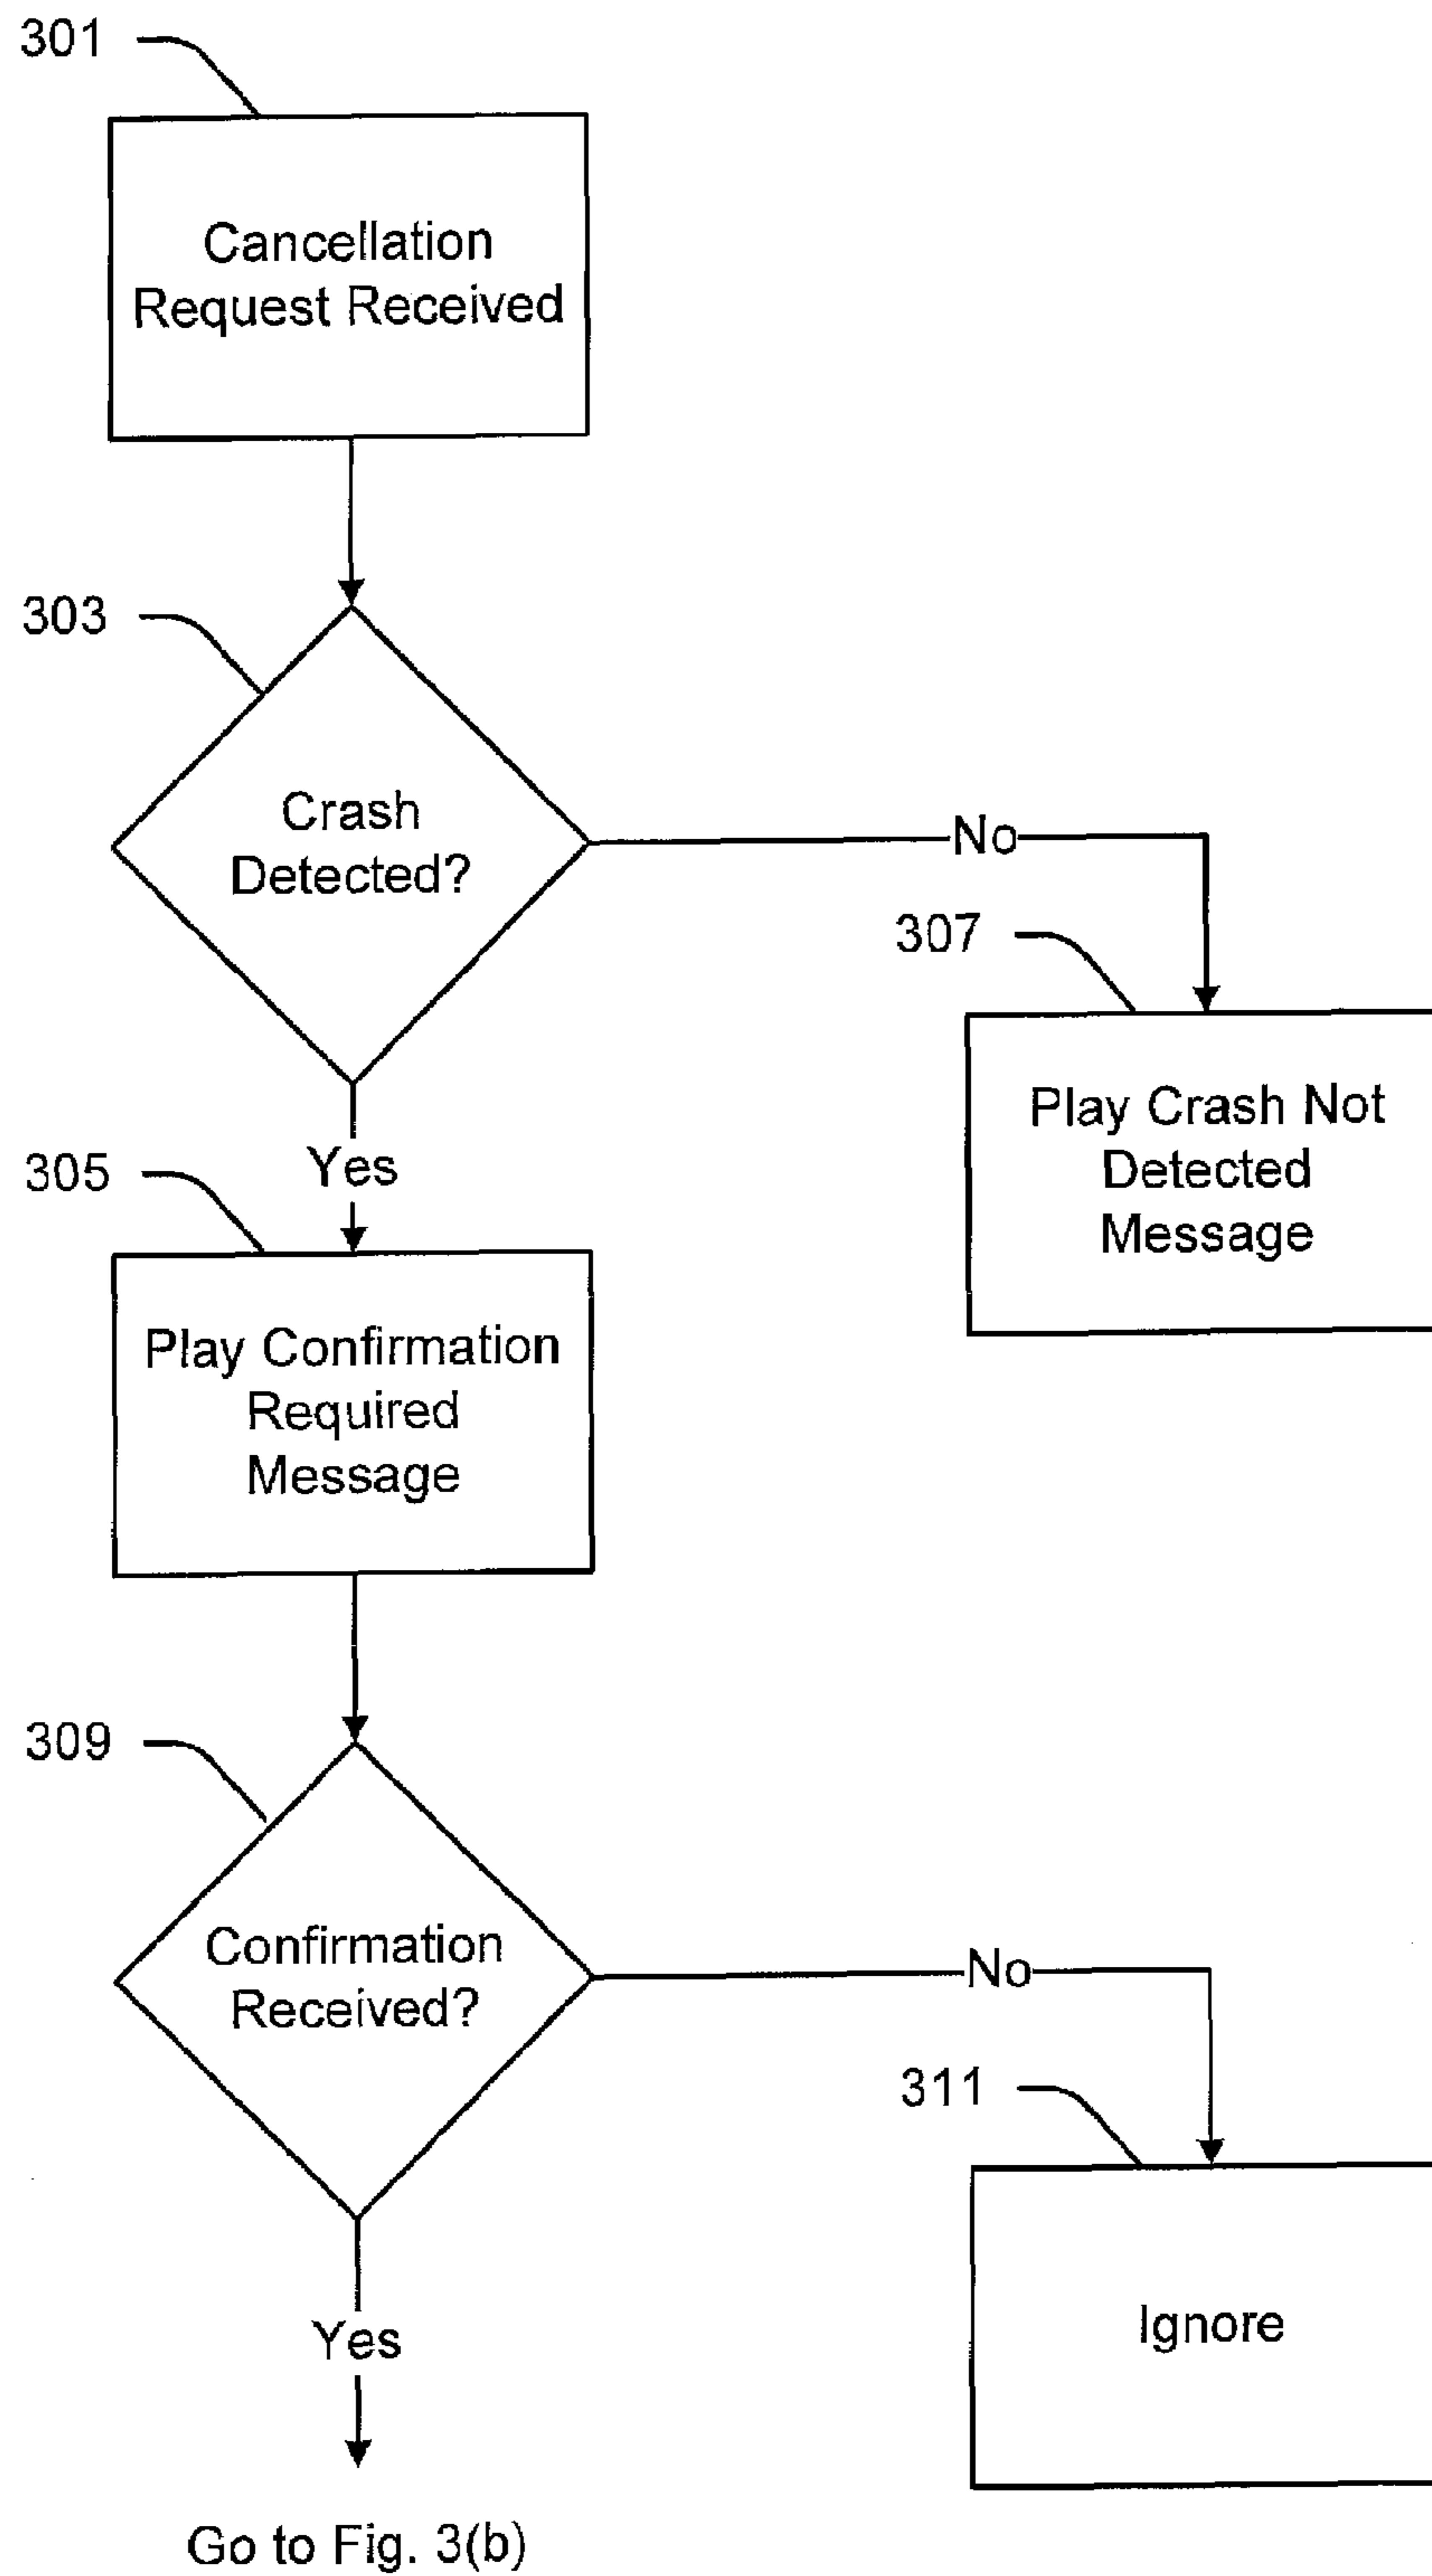 301
Cancellation
Request Received
303
Crash
Detected?
No
307
Play Crash Not
Detected
Message
Yes
305
Play Confirmation
Required
Message
309
Confirmation
Received?
No
311
Ignore
Yes
Go to Fig. 3(b)